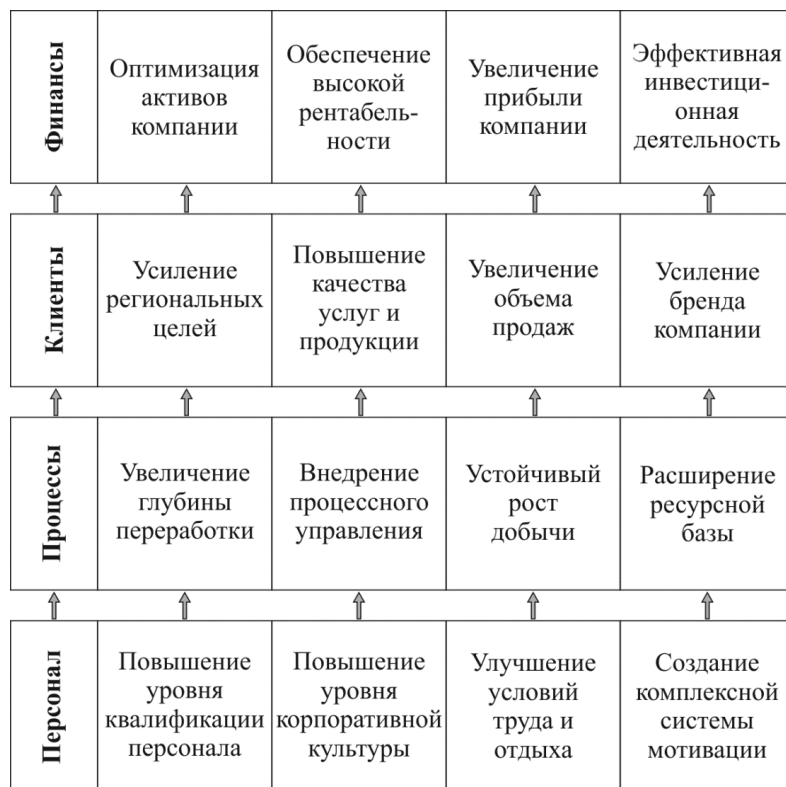 Финансы
Оптимизация
активов
компании
Обеспечение
высокой
рентабель-
ности
Увеличение
прибыли
компании
Эффективная
инвестици-
онная
деятельность
Клиенты
Усиление
региональных
целей
Повышение
качества
услуг и
продукции
Увеличение
объема
продаж
Усиление
бренда
компании
Процессы
Увеличение
глубины
переработки
Внедрение
процессного
управления
Устойчивый
рост
добычи
Расширение
ресурсной
базы
Персонал
Повышение
уровня
квалификации
персонала
Повышение
уровня
корпоративной
культуры
Улучшение
условий
труда и
отдыха
Создание
комплексной
системы
мотивации